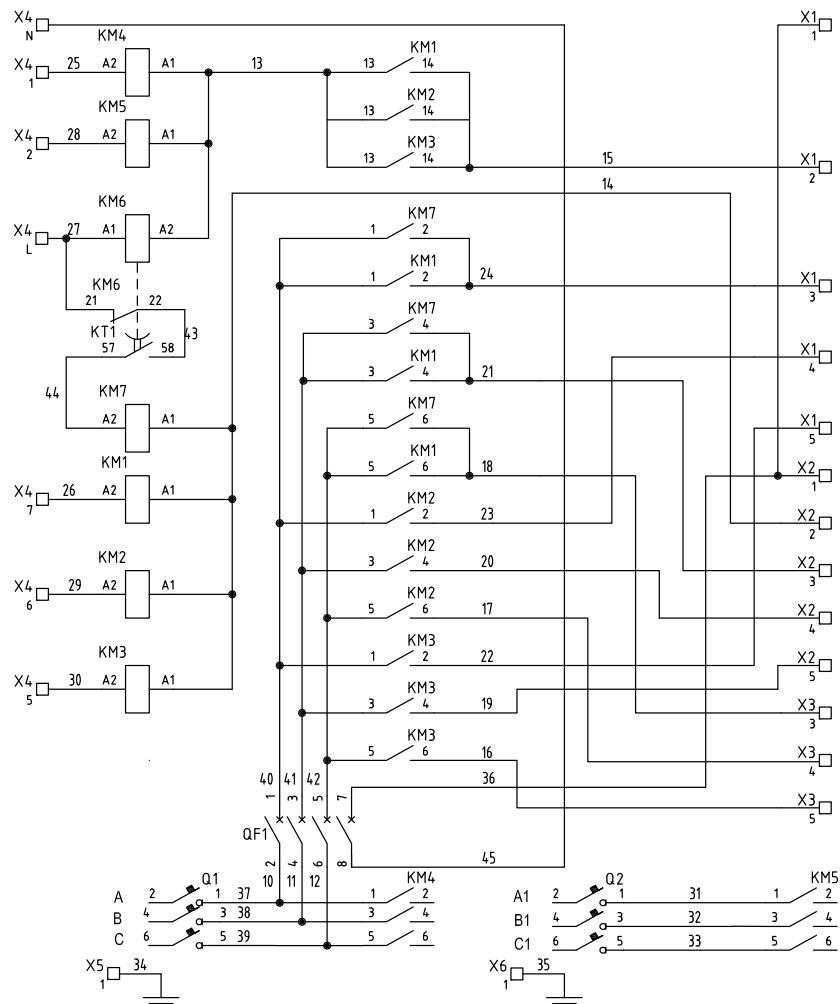 X4 X1
N 1
KM4 KM1
X4 25 A2 A1 13 13 14
1
KM2
13 14
KM5
X4 28 A2 A1
2
KM3
13 14 15 X1
2
14
KM6 KM7
X4 27 A1 A2 1 2
L
KM1
1 2 24 X1
3
KM6
21 22
KM7
3 4
KT1 43
57 58
KM1 X1
3 4 21 4
44
KM7 KM7
A2 A1 5 6 X1
5
KM1 KM1
X4 26 A2 A1 5 6 18 X2
7 1
KM2
1 2 23 X2
2
KM2 KM2
X4 29 A2 A1 3 4 20 X2
6 3
KM2
5 6 17 X2
4
KM3 KM3
X4 30 A2 A1 1 2 22 X2
5 5
KM3
3 4 19 X3
3
KM3
5 6 16 X3
4
40 41 42 36
1 3 5 7 X3
5
QF1
2 4 6 8 45
10 11 12
Q1 KM4 Q2 KM5
A 2 1 37 1 2 A1 2 1 31 1 2
B 4 3 38 3 4 B1 4 3 32 3 4
C 6 5 39 5 6 C1 6 5 33 5 6
X5 34 X6 35
1 1